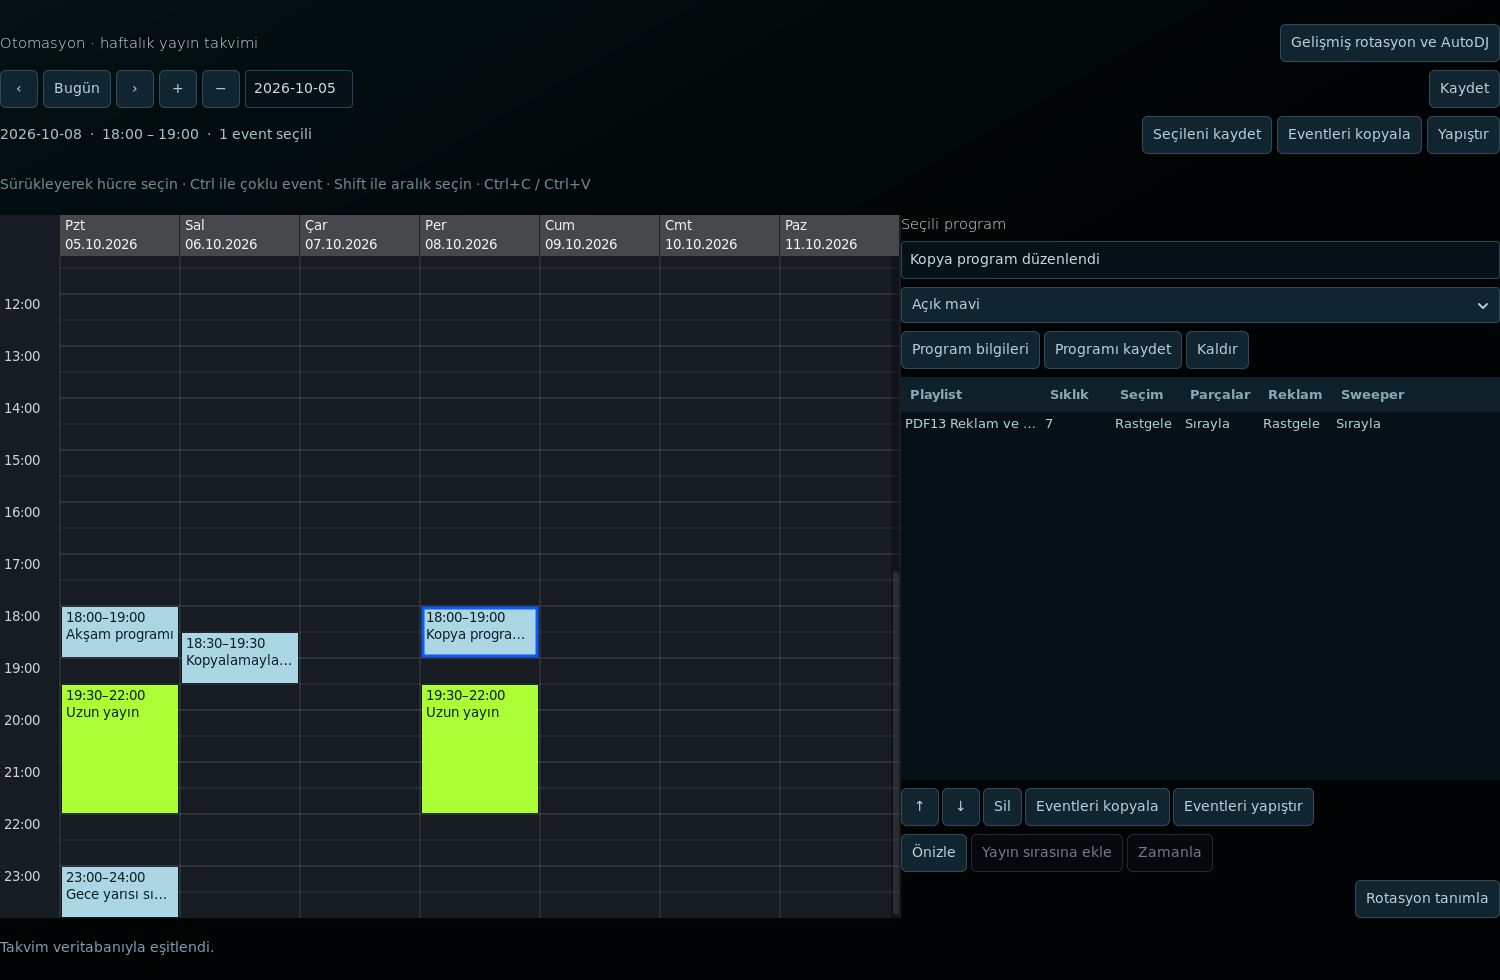 Otomasyon · haftalık yayın takvimi
Gelişmiş rotasyon ve AutoDJ
‹ Bugün › + − 2026-10-05
Kaydet
2026-10-08 · 18:00 – 19:00 · 1 event seçili
Seçileni kaydet Eventleri kopyala Yapıştır
Sürükleyerek hücre seçin · Ctrl ile çoklu event · Shift ile aralık seçin · Ctrl+C / Ctrl+V
Pzt Sal Çar Per Cum Cmt Paz
05.10.2026 06.10.2026 07.10.2026 08.10.2026 09.10.2026 10.10.2026 11.10.2026
12:00
13:00
14:00
15:00
16:00
17:00
18:00
19:00
20:00
21:00
22:00
23:00
18:00–19:00
Akşam programı
19:30–22:00
Uzun yayın
23:00–24:00
Gece yarısı sı…
18:30–19:30
Kopyalamayla…
18:00–19:00
Kopya progra…
19:30–22:00
Uzun yayın
Seçili program
Kopya program düzenlendi
Açık mavi
Program bilgileri Programı kaydet Kaldır
Playlist Sıklık Seçim Parçalar Reklam Sweeper
PDF13 Reklam ve … 7 Rastgele Sırayla Rastgele Sırayla
↑ ↓ Sil Eventleri kopyala Eventleri yapıştır
Önizle Yayın sırasına ekle Zamanla
Rotasyon tanımla
Takvim veritabanıyla eşitlendi.